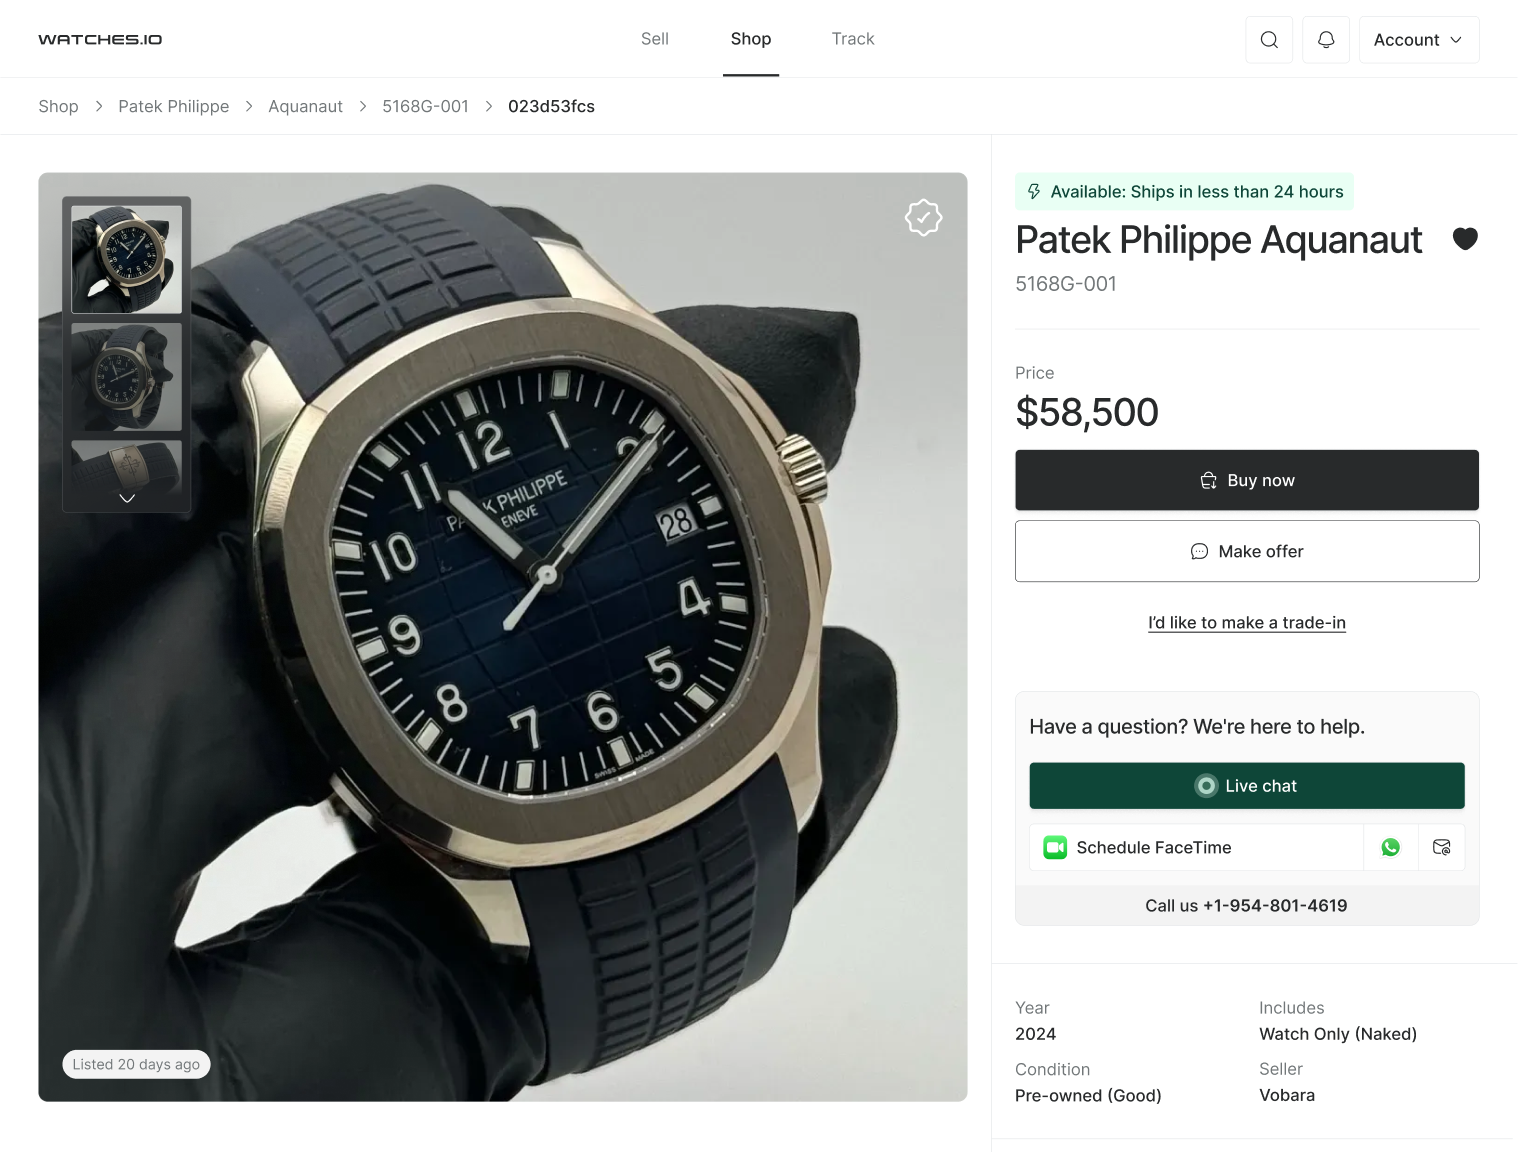 WATCHES.IO
Sell
Shop
Track
Account
Shop > Patek Philippe > Aquanaut > 5168G-001 > 023d53fcs
Available: Ships in less than 24 hours
Patek Philippe Aquanaut
5168G-001
Price
$58,500
Buy now
Make offer
I'd like to make a trade-in
Have a question? We're here to help.
Live chat
Schedule FaceTime
Call us +1-954-801-4619
Year
2024
Includes
Watch Only (Naked)
Condition
Pre-owned (Good)
Seller
Vobara
12
1
2
11
PHILIPPE
28
10
4
9
5
8
6
7
SWISS MADE
Listed 20 days ago